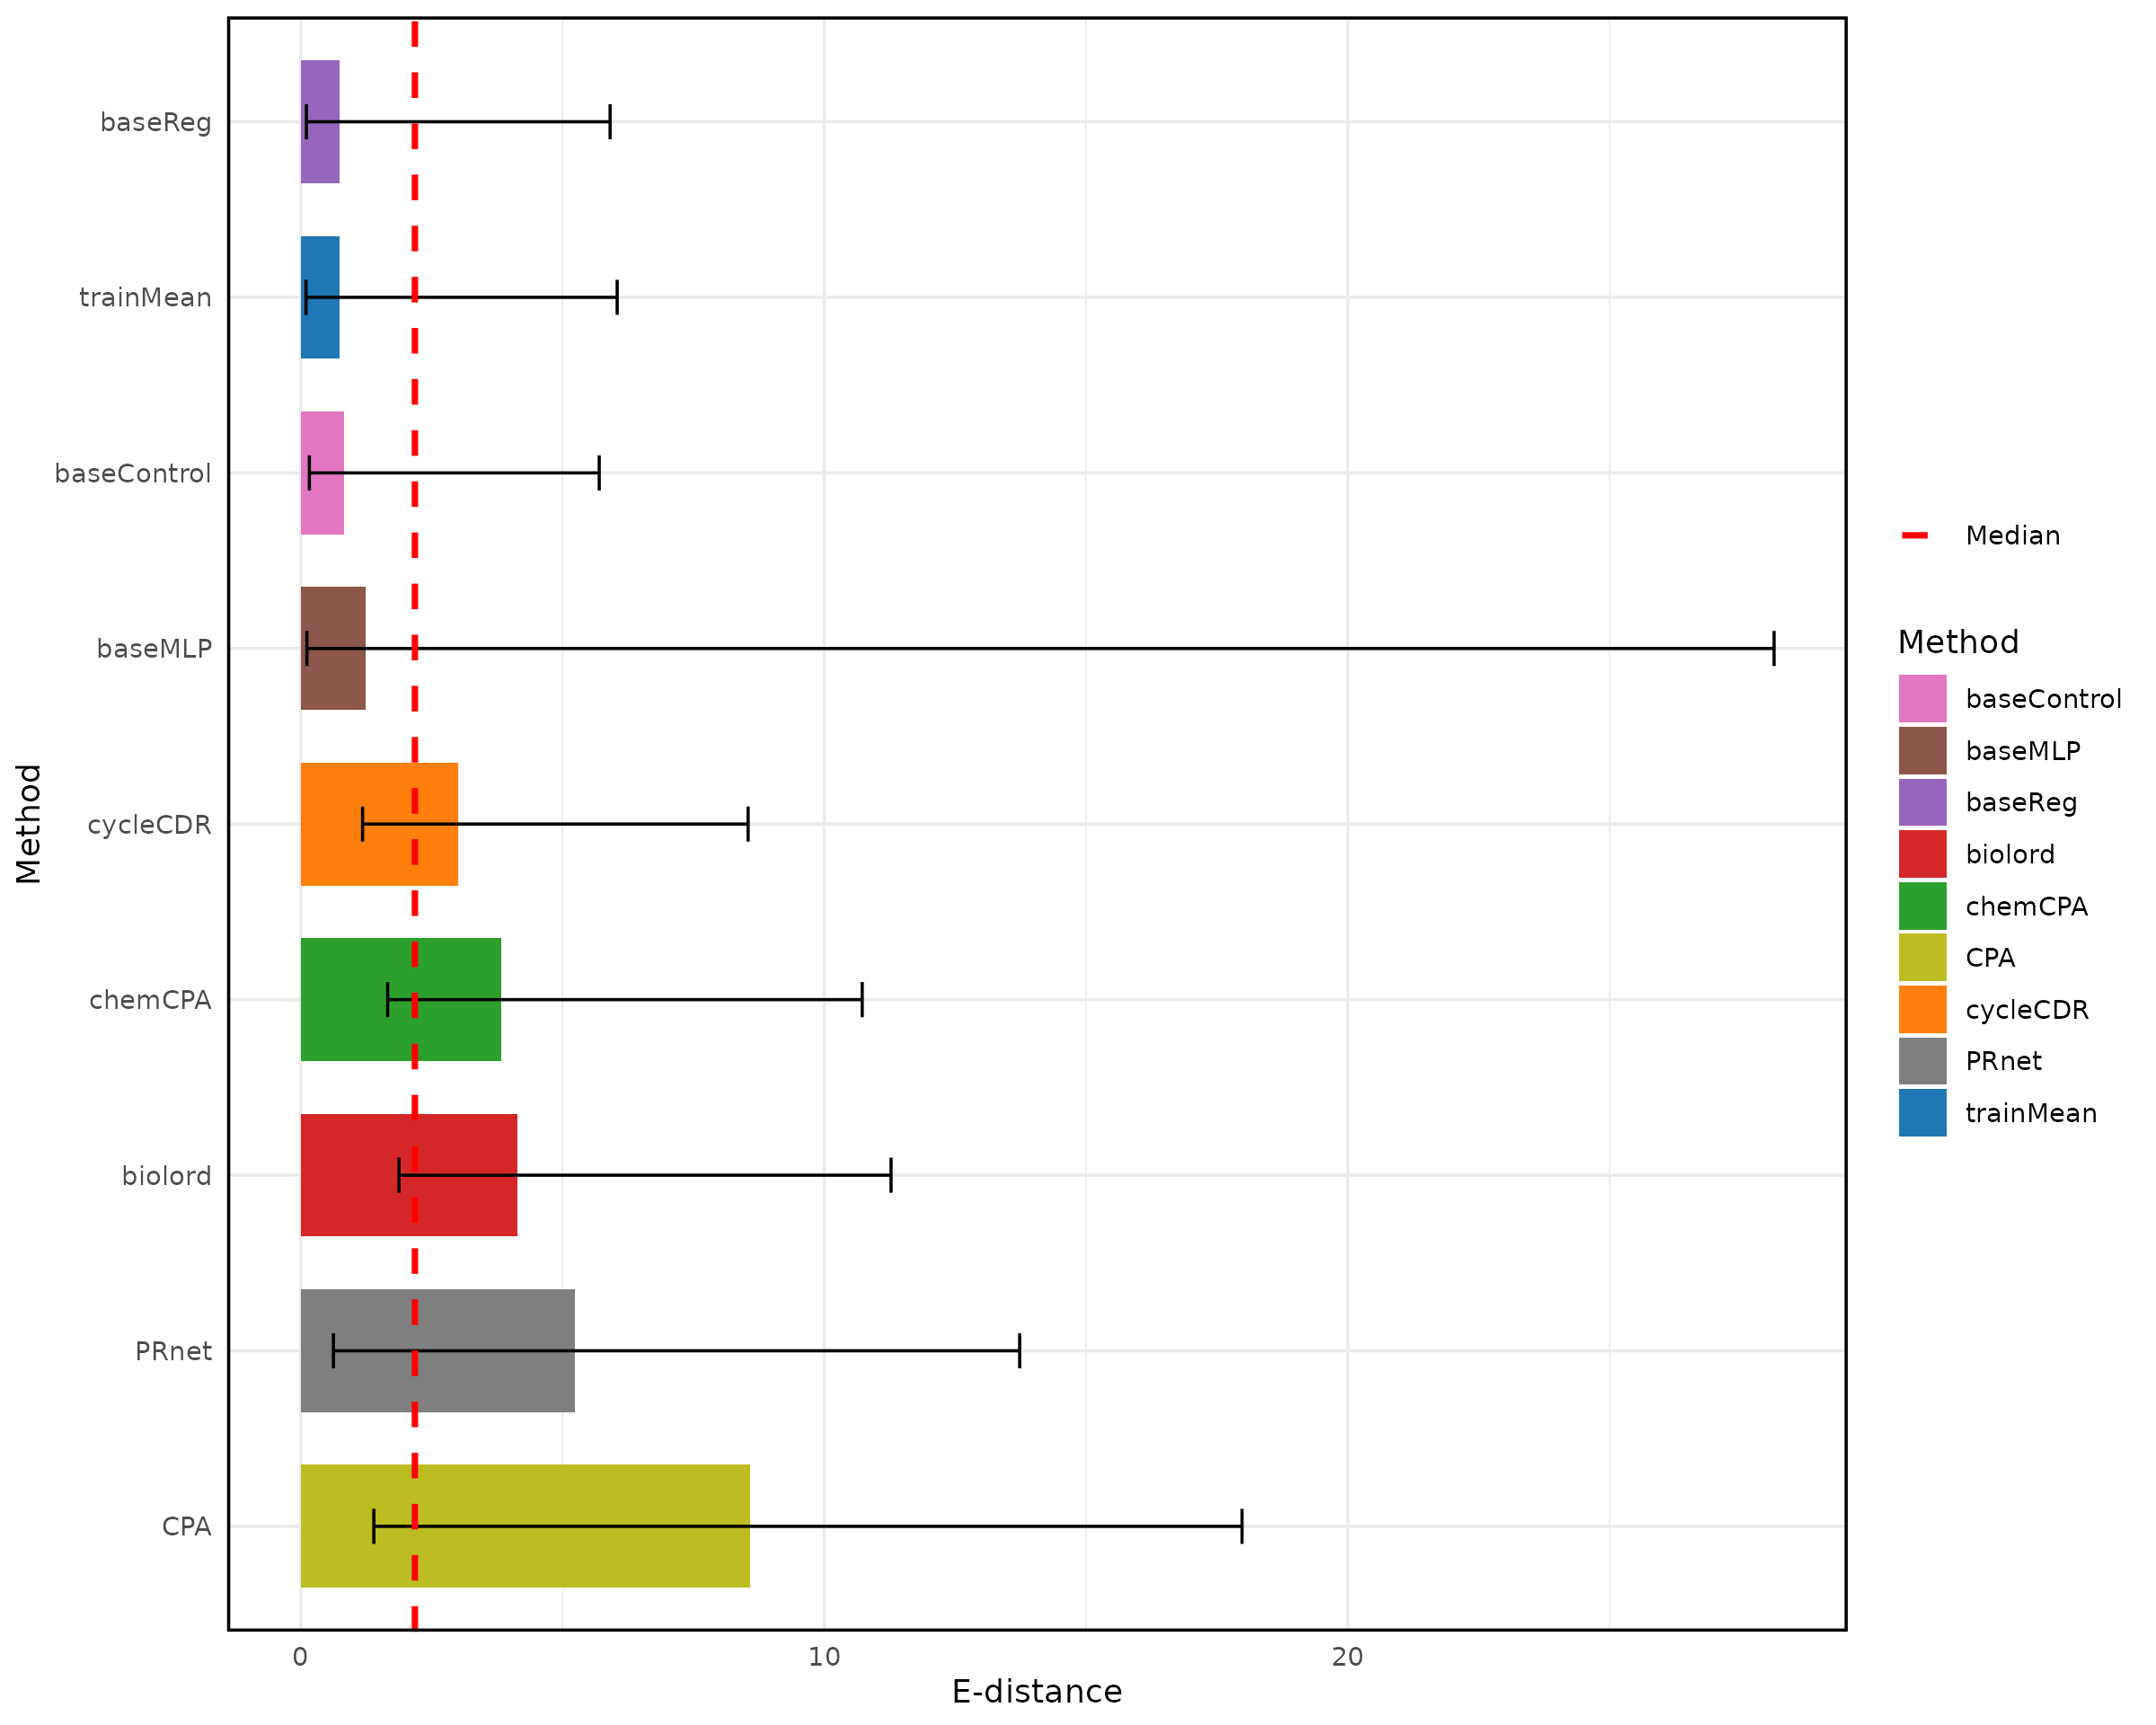 baseReg
trainMean
baseControl
baseMLP
cycleCDR
chemCPA
biolord
PRnet
CPA
Method
0 10 20
E-distance
Median
Method
baseControl
baseMLP
baseReg
biolord
chemCPA
CPA
cycleCDR
PRnet
trainMean